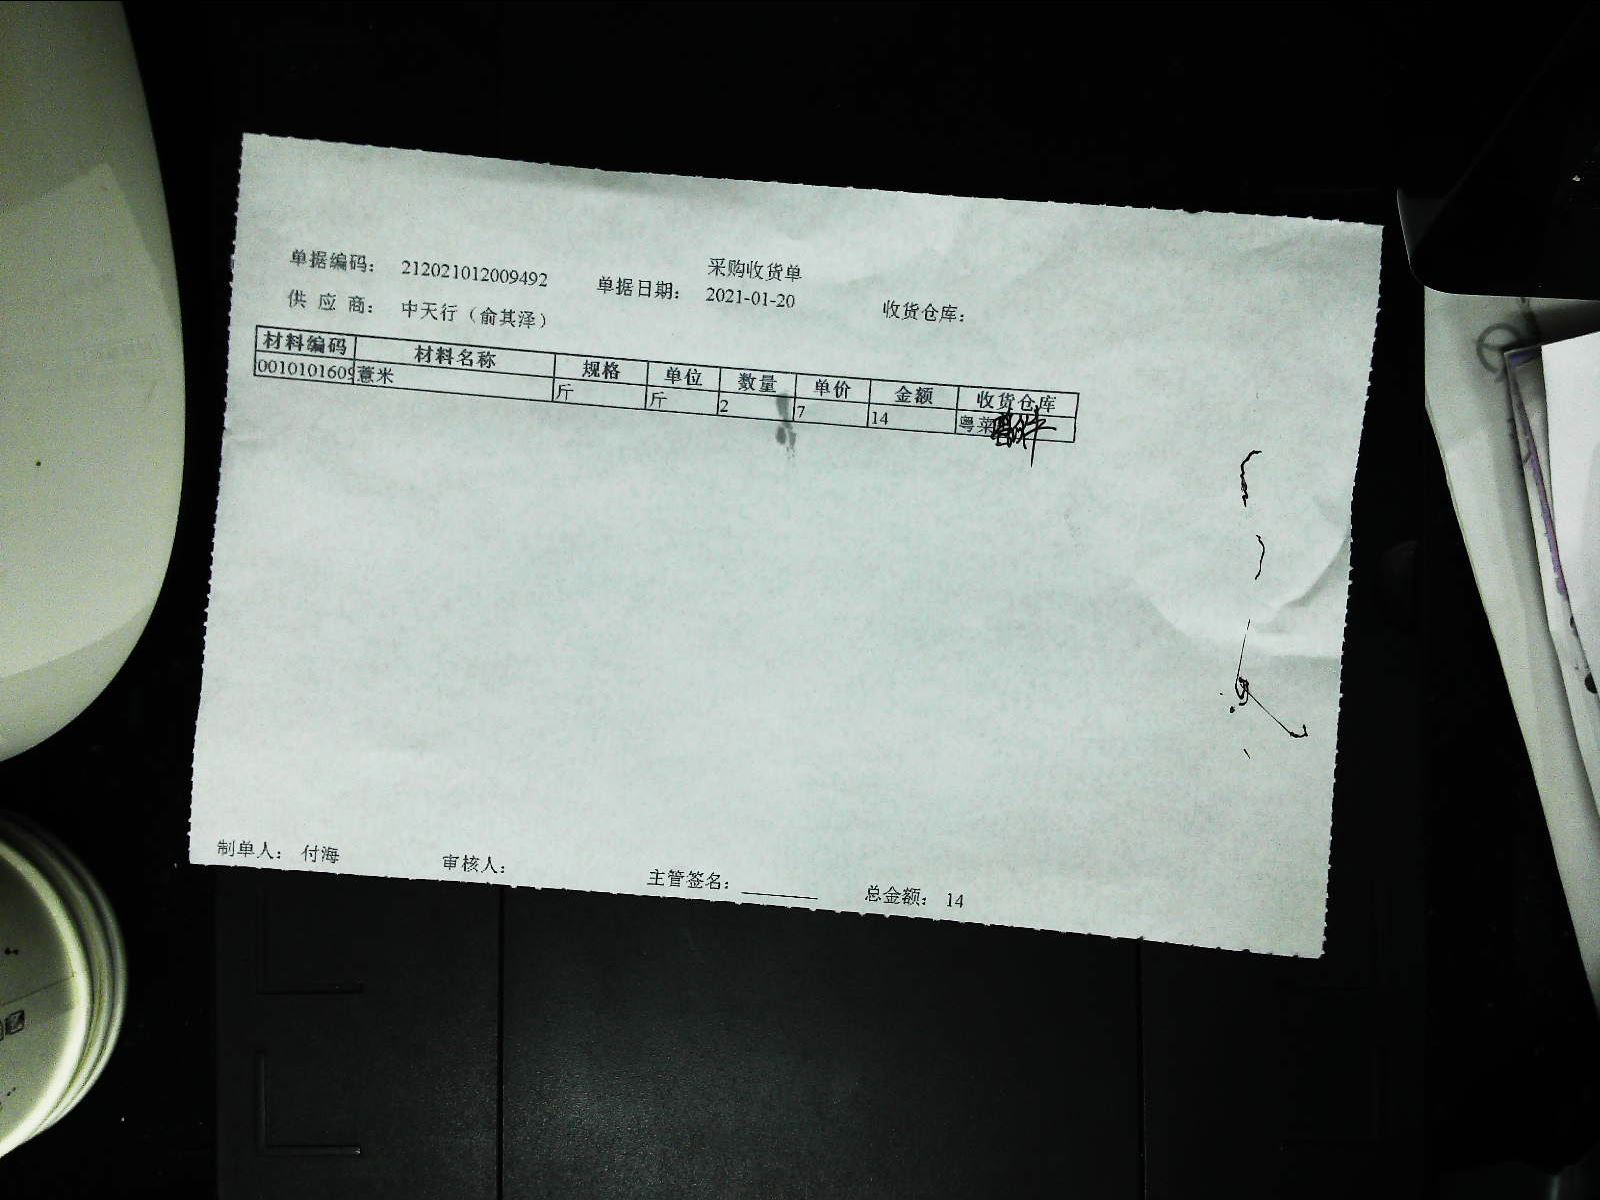 采购收货单
单据编码： 212021012009492 单据日期： 2021-01-20 收货仓库：
供 应 商： 中天行（俞其泽）
材料编码 材料名称 规格 单位 数量 单价 金额 收货仓库
0010101609 薏米 斤 斤 2 7 14 粤菜
制单人： 付海 审核人： 主管签名： 总金额： 14